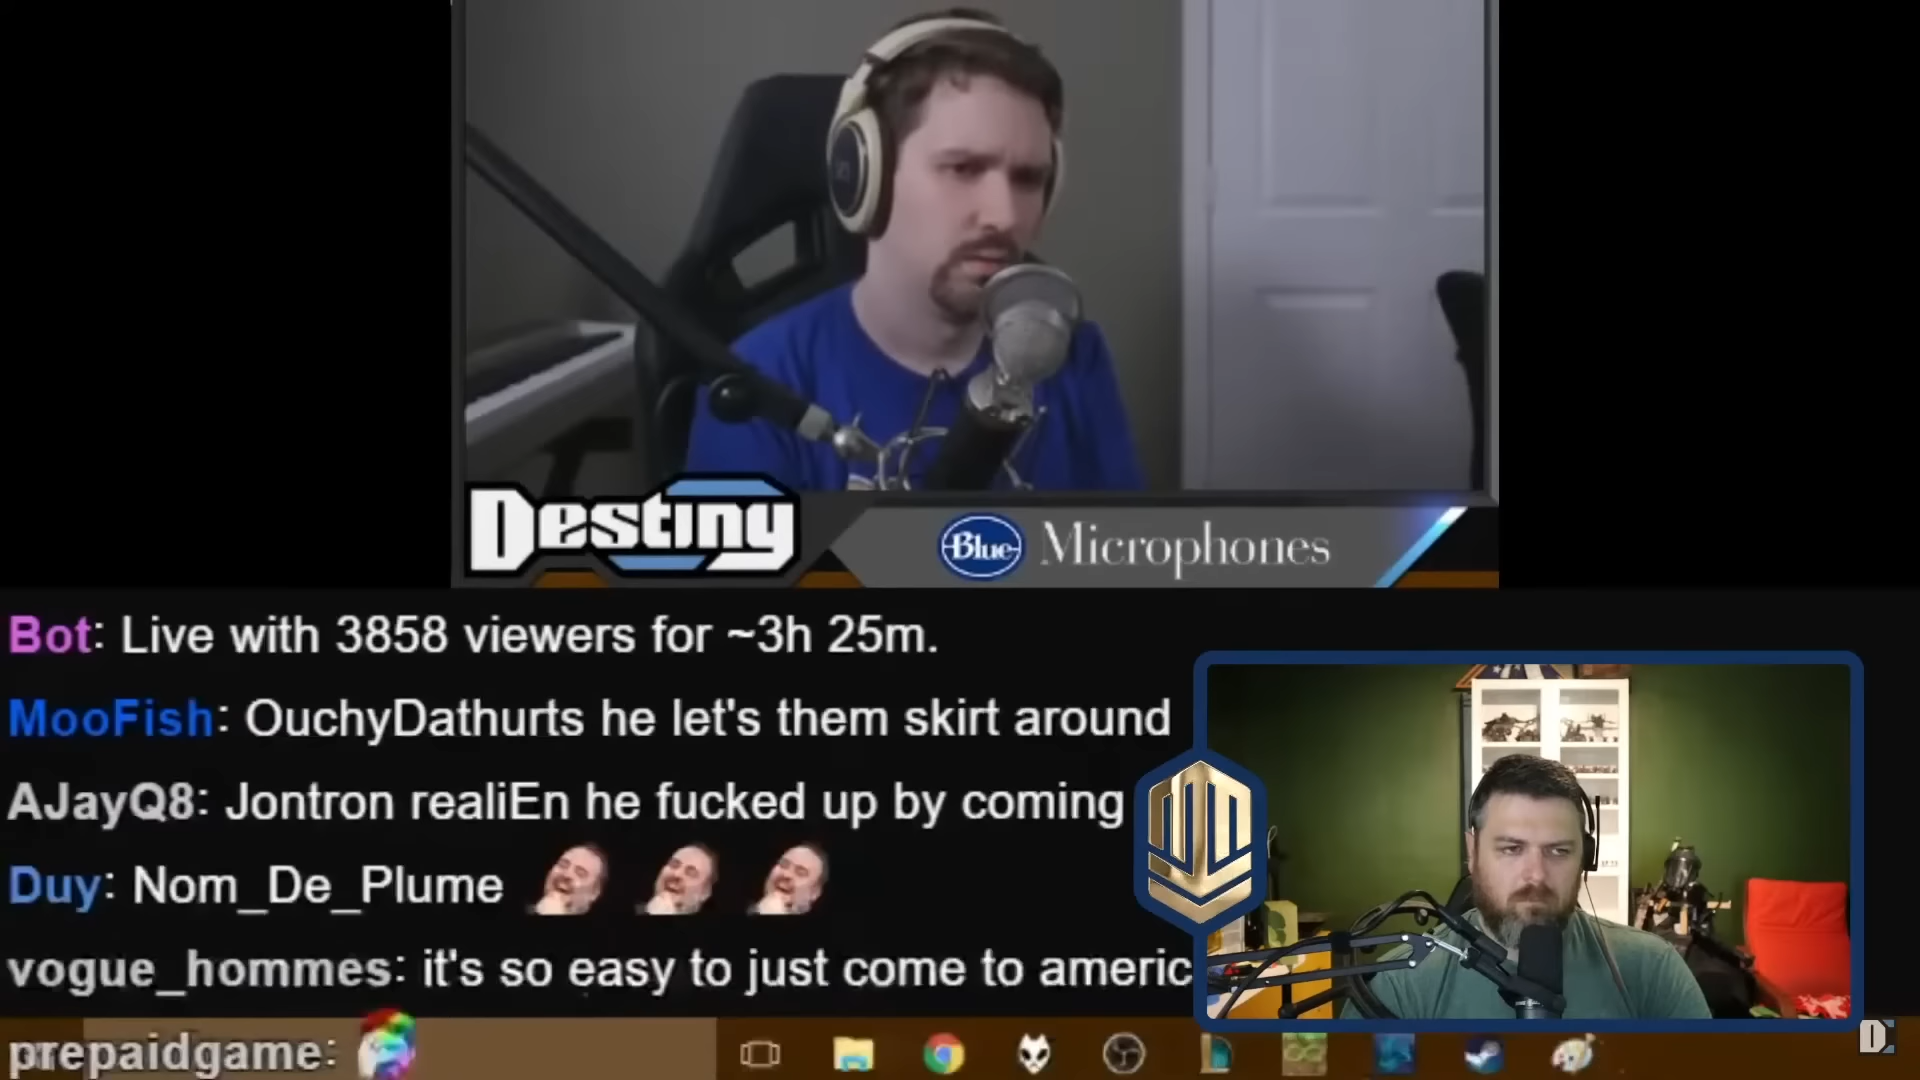 Destiny
Blue Microphones
Bot: Live with 3858 viewers for ~3h 25m.
MooFish: OuchyDathurts he let's them skirt around
AJayQ8: Jontron realiEn he fucked up by coming
Duy: Nom_De_Plume
vogue_hommes: it's so easy to just come to americ
prepaidgame:
D